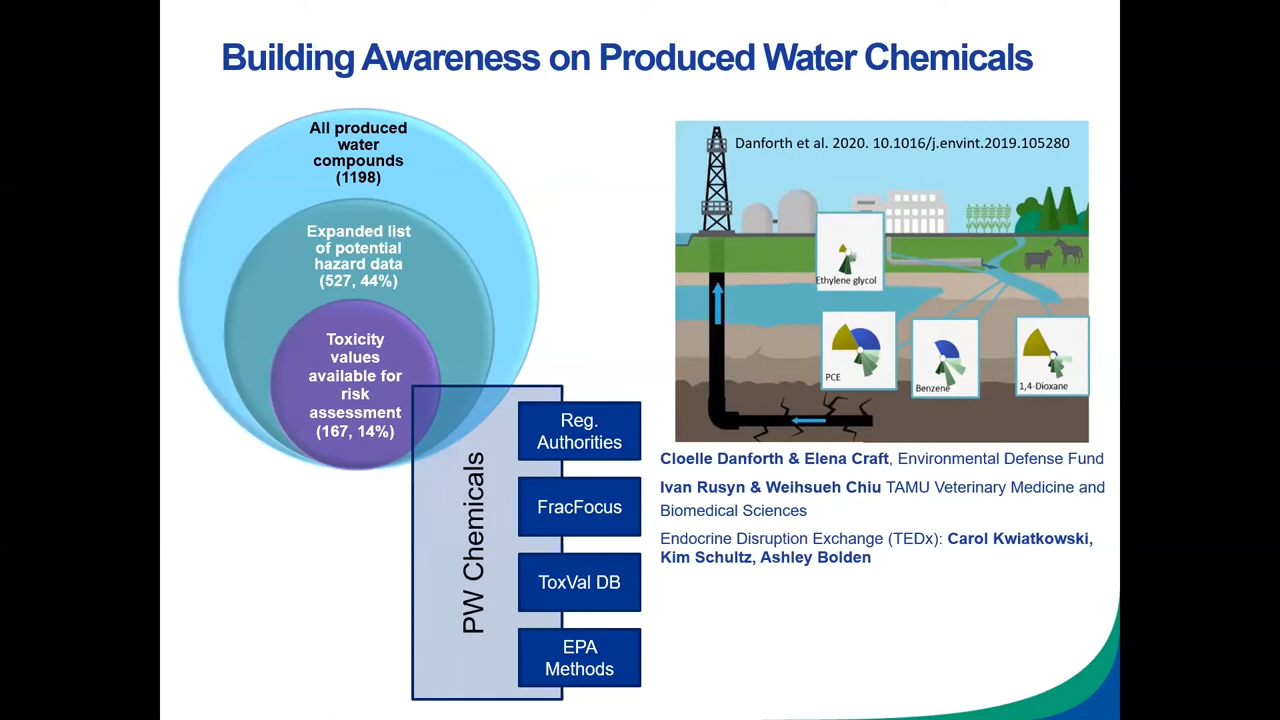 Building Awareness on Produced Water Chemicals
All produced
water
compounds
(1198)
Expanded list
of potential
hazard data
(527, 44%)
Toxicity
values
available for
risk
assessment
(167, 14%)
PW Chemicals
Reg.
Authorities
FracFocus
ToxVal DB
EPA
Methods
Danforth et al. 2020. 10.1016/j.envint.2019.105280
Ethylene glycol
PCE
Benzene
1,4-Dioxane
Cloelle Danforth & Elena Craft, Environmental Defense Fund
Ivan Rusyn & Weihsueh Chiu TAMU Veterinary Medicine and
Biomedical Sciences
Endocrine Disruption Exchange (TEDx): Carol Kwiatkowski,
Kim Schultz, Ashley Bolden